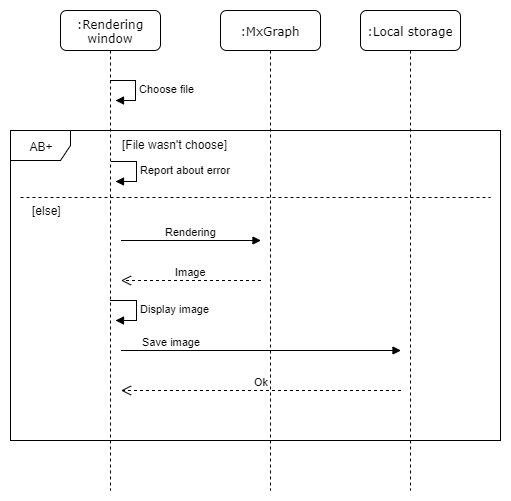 :Rendering
window
:MxGraph
:Local storage
Choose file
AB+
[File wasn't choose]
Report about error
[else]
Rendering
Image
Display image
Save image
Ok